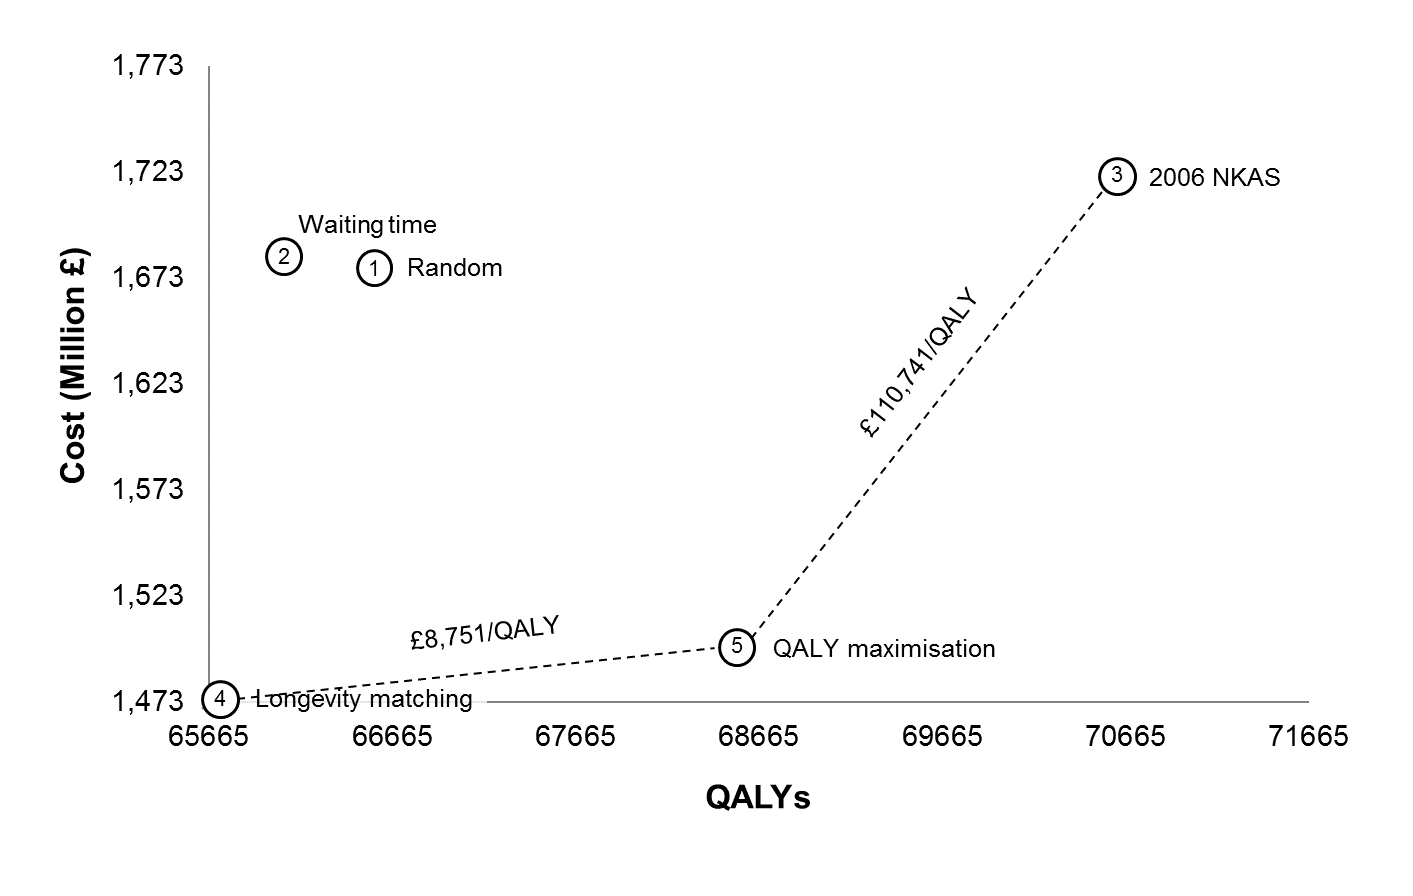 1,773
1,723
1,673
1,623
1,573
1,523
1,473
Cost (Million £)
Waiting time
2
1
Random
3
2006 NKAS
£110,741/QALY
£8,751/QALY
5
QALY maximisation
4
Longevity matching
65665 66665 67665 68665 69665 70665 71665
QALYs